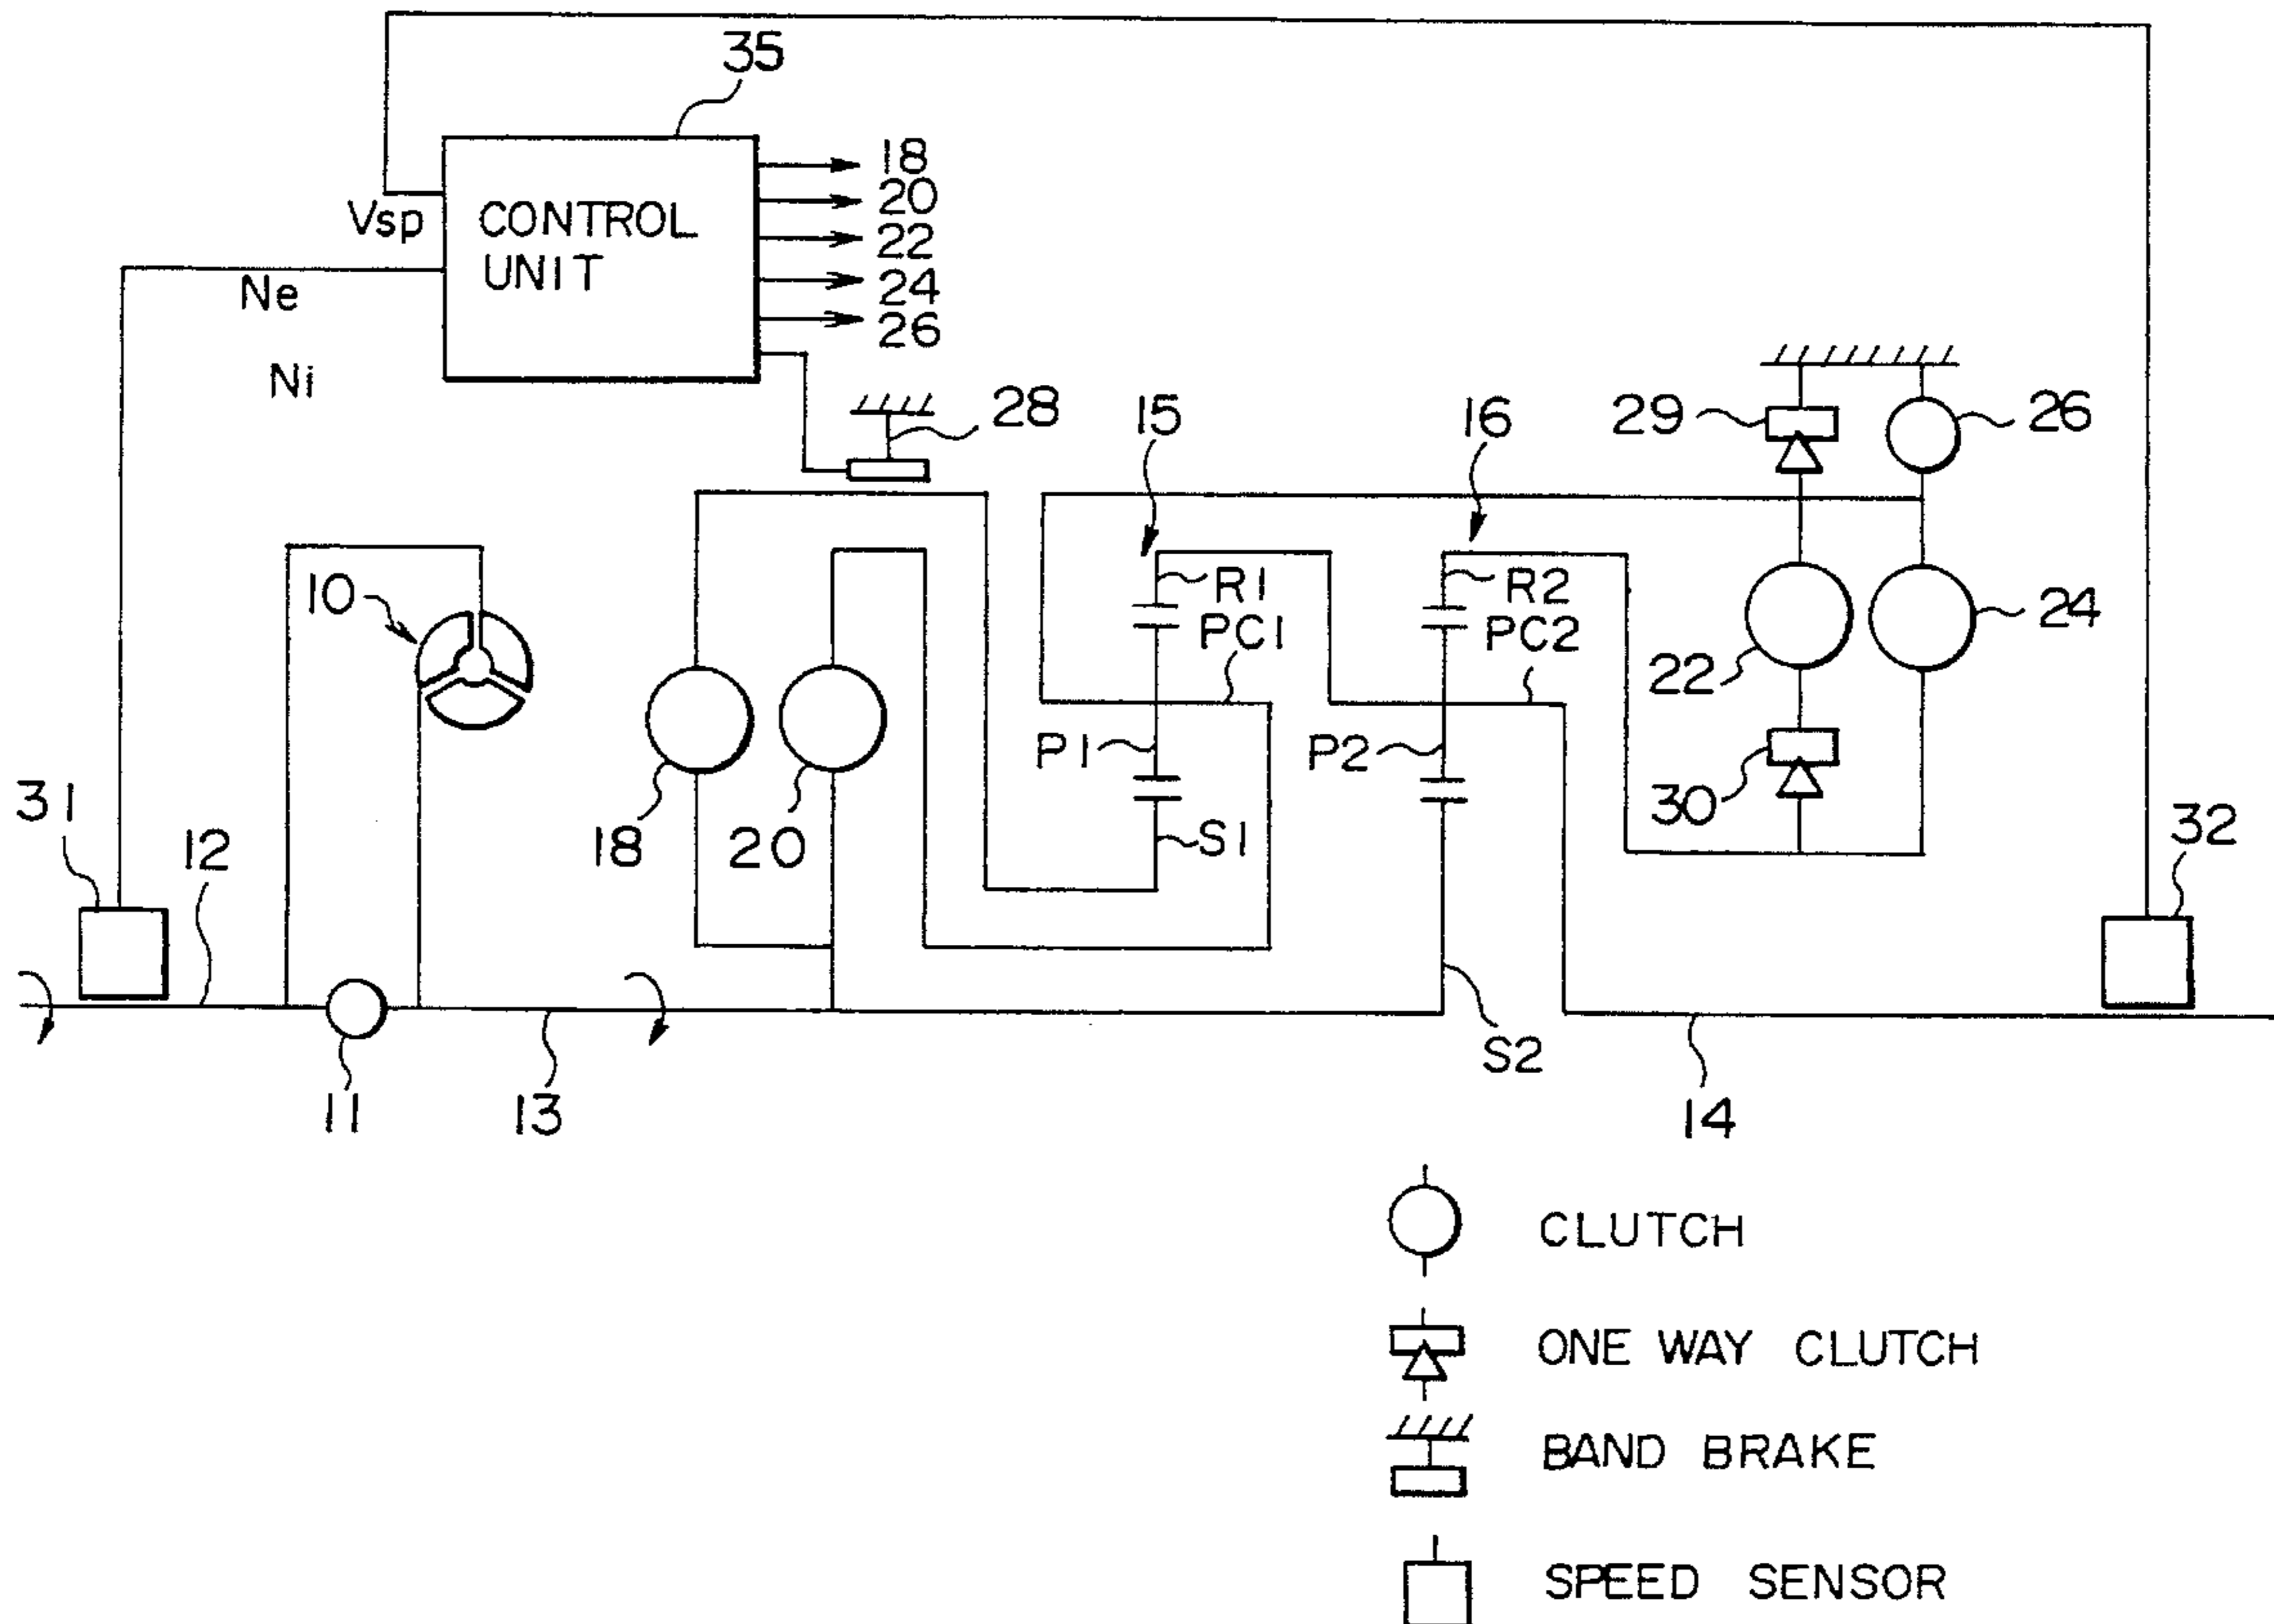 35
18
20
22
24
26
Vsp
CONTROL
UNIT
Ne
Ni
28
15
16
29
26
10
R1
PC1
R2
PC2
22
24
P1
P2
30
31
12
18
20
S1
32
11
13
S2
14
CLUTCH
ONE WAY CLUTCH
BAND BRAKE
SPEED SENSOR